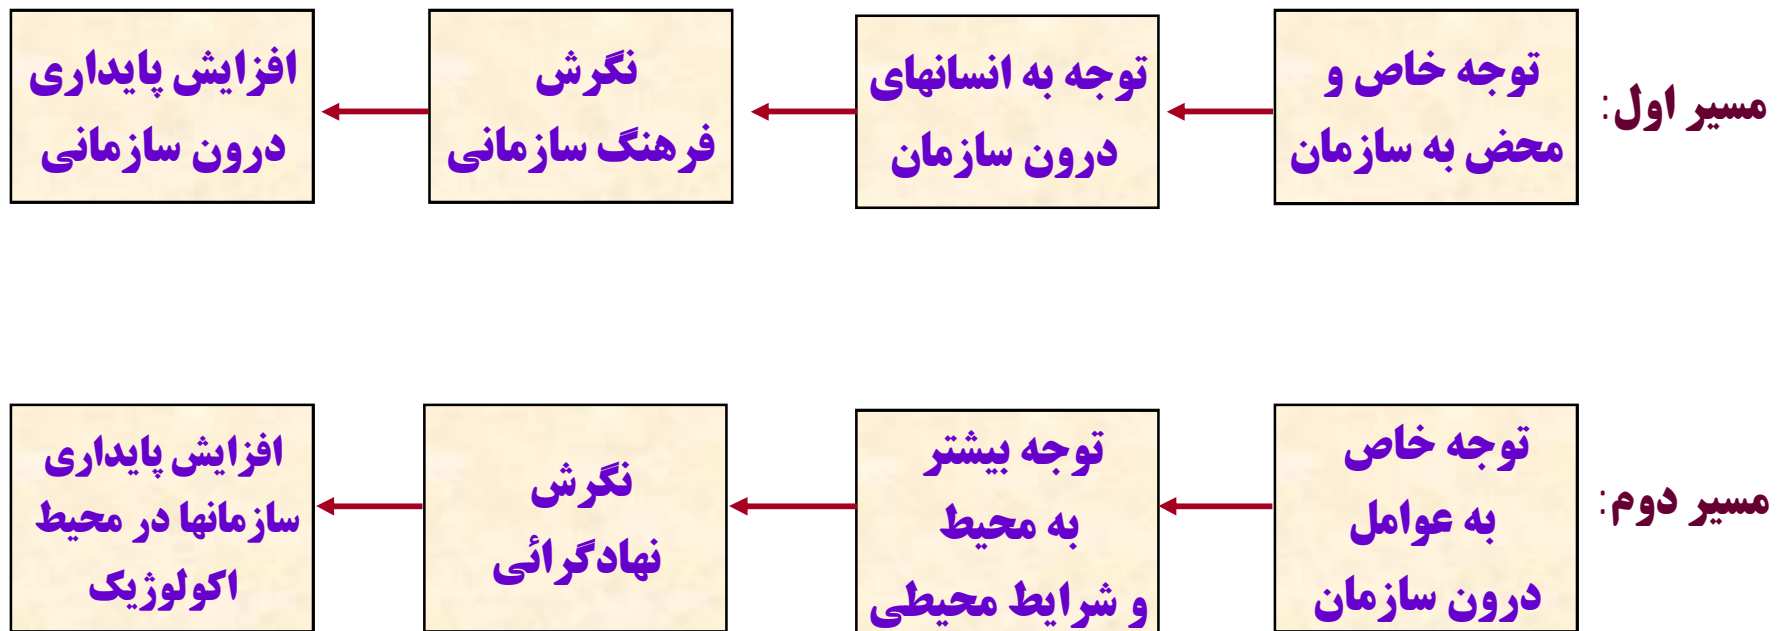 مسیر اول:
توجه خاص و
محض به سازمان
توجه به انسانهای
درون سازمان
نگرش
فرهنگ سازمانی
افزایش پایداری
درون سازمانی
مسیر دوم:
توجه خاص
به عوامل
درون سازمان
توجه بیشتر
به محیط
و شرایط محیطی
نگرش
نهادگرائی
افزایش پایداری
سازمانها در محیط
اکولوژیک